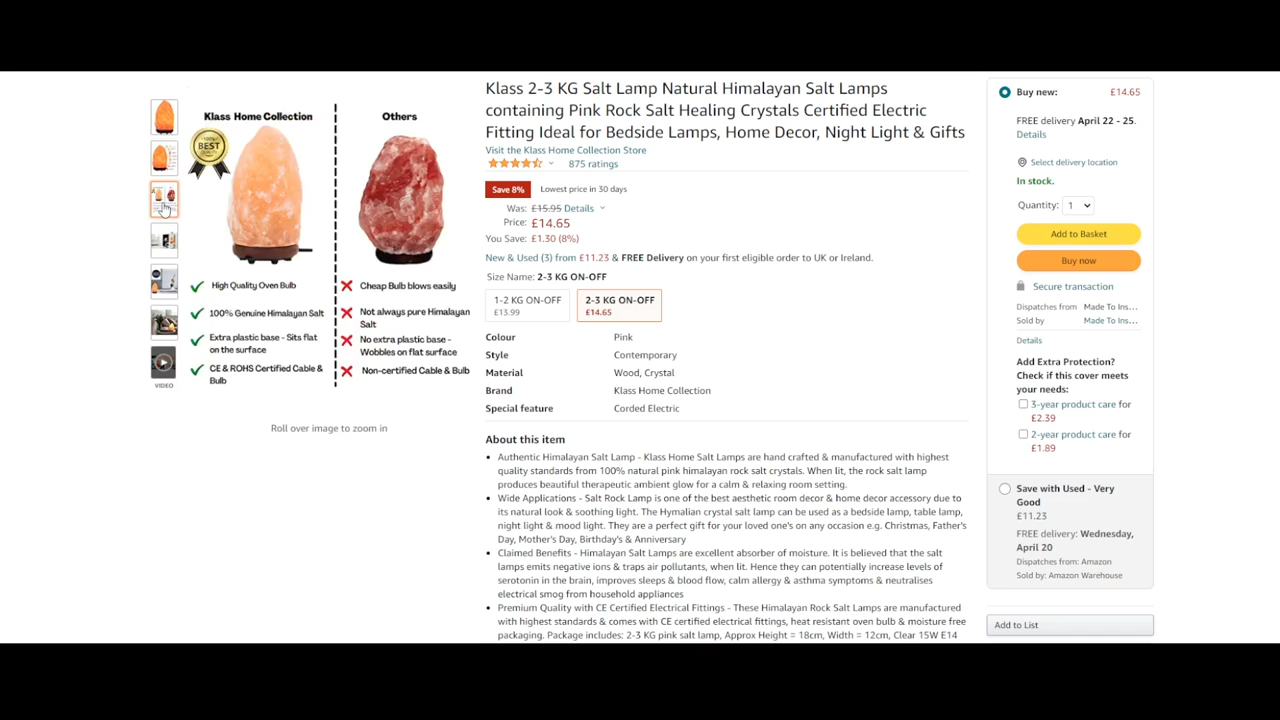 Klass Home Collection
Others
100%
BEST
QUALITY
High Quality Oven Bulb
Cheap Bulb blows easily
100% Genuine Himalayan Salt
Not always pure Himalayan
Salt
Extra plastic base - Sits flat
on the surface
No extra plastic base -
Wobbles on flat surface
CE & ROHS Certified Cable &
Bulb
Non-certified Cable & Bulb
VIDEO
Roll over image to zoom in
Klass 2-3 KG Salt Lamp Natural Himalayan Salt Lamps
containing Pink Rock Salt Healing Crystals Certified Electric
Fitting Ideal for Bedside Lamps, Home Decor, Night Light & Gifts
Visit the Klass Home Collection Store
875 ratings
Save 8% Lowest price in 30 days
Was: £15.95 Details
Price: £14.65
You Save: £1.30 (8%)
New & Used (3) from £11.23 & FREE Delivery on your first eligible order to UK or Ireland.
Size Name: 2-3 KG ON-OFF
1-2 KG ON-OFF
£13.99
2-3 KG ON-OFF
£14.65
Colour Pink
Style Contemporary
Material Wood, Crystal
Brand Klass Home Collection
Special feature Corded Electric
About this item
Authentic Himalayan Salt Lamp - Klass Home Salt Lamps are hand crafted & manufactured with highest
quality standards from 100% natural pink himalayan rock salt crystals. When lit, the rock salt lamp
produces beautiful therapeutic ambient glow for a calm & relaxing room setting.
Wide Applications - Salt Rock Lamp is one of the best aesthetic room decor & home decor accessory due to
its natural look & soothing light. The Hymalian crystal salt lamp can be used as a bedside lamp, table lamp,
night light & mood light. They are a perfect gift for your loved one's on any occasion e.g. Christmas, Father's
Day, Mother's Day, Birthday's & Anniversary
Claimed Benefits - Himalayan Salt Lamps are excellent absorber of moisture. It is believed that the salt
lamps emits negative ions & traps air pollutants, when lit. Hence they can potentially increase levels of
serotonin in the brain, improves sleeps & blood flow, calm allergy & asthma symptoms & neutralises
electrical smog from household appliances
Premium Quality with CE Certified Electrical Fittings - These Himalayan Rock Salt Lamps are manufactured
with highest standards & comes with CE certified electrical fittings, heat resistant oven bulb & moisture free
packaging. Package includes: 2-3 KG pink salt lamp, Approx Height = 18cm, Width = 12cm, Clear 15W E14
Buy new: £14.65
FREE delivery April 22 - 25.
Details
Select delivery location
In stock.
Quantity: 1
Add to Basket
Buy now
Secure transaction
Dispatches from Made To Ins...
Sold by Made To Ins...
Details
Add Extra Protection?
Check if this cover meets
your needs:
3-year product care for
£2.39
2-year product care for
£1.89
Save with Used - Very
Good
£11.23
FREE delivery: Wednesday,
April 20
Dispatches from: Amazon
Sold by: Amazon Warehouse
Add to List